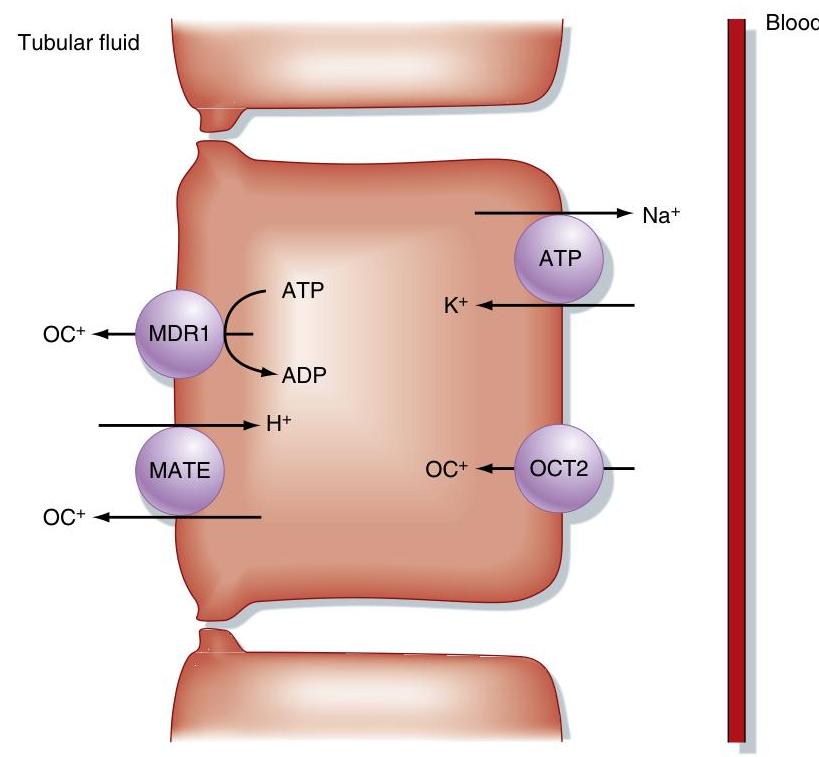 Tubular fluid
Blood
Na⁺
ATP
K⁺
ATP
MDR1
OC⁺
ADP
H⁺
MATE
OC⁺
OCT2
OC⁺